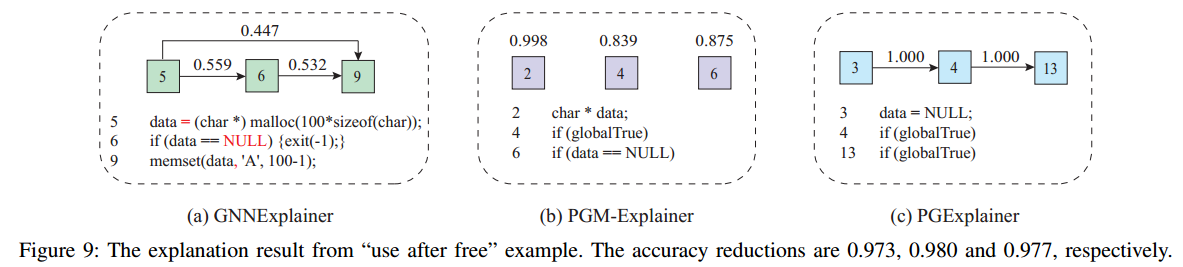 0.447
0.559
0.532
5
6
9
5 data = (char *) malloc(100*sizeof(char));
6 if (data == NULL) {exit(-1);}
9 memset(data, 'A', 100-1);
(a) GNNExplainer
0.998 0.839 0.875
2 4 6
2 char * data;
4 if (globalTrue)
6 if (data == NULL)
(b) PGM-Explainer
1.000 1.000
3 4 13
3 data = NULL;
4 if (globalTrue)
13 if (globalTrue)
(c) PGExplainer
Figure 9: The explanation result from “use after free” example. The accuracy reductions are 0.973, 0.980 and 0.977, respectively.